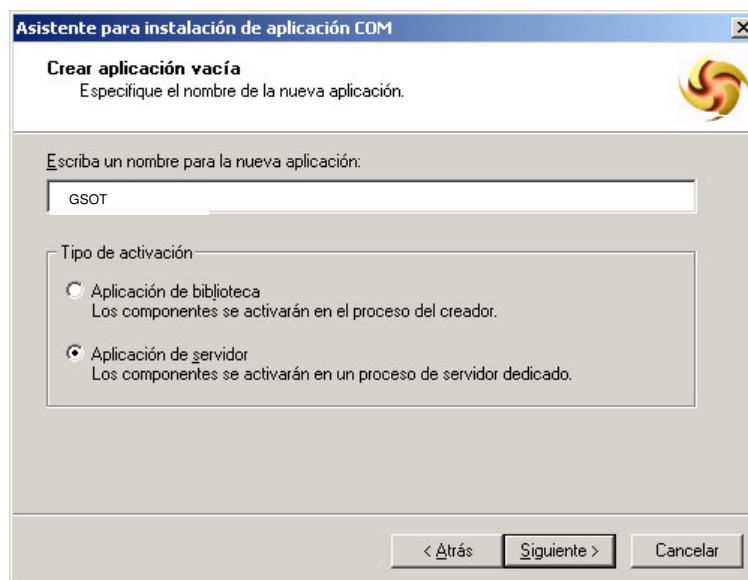 Asistente para instalación de aplicación COM
Crear aplicación vacía
Especifique el nombre de la nueva aplicación.
Escriba un nombre para la nueva aplicación:
GSOT
Tipo de activación
Aplicación de biblioteca
Los componentes se activarán en el proceso del creador.
Aplicación de servidor
Los componentes se activarán en un proceso de servidor dedicado.
< Atrás Siguiente > Cancelar